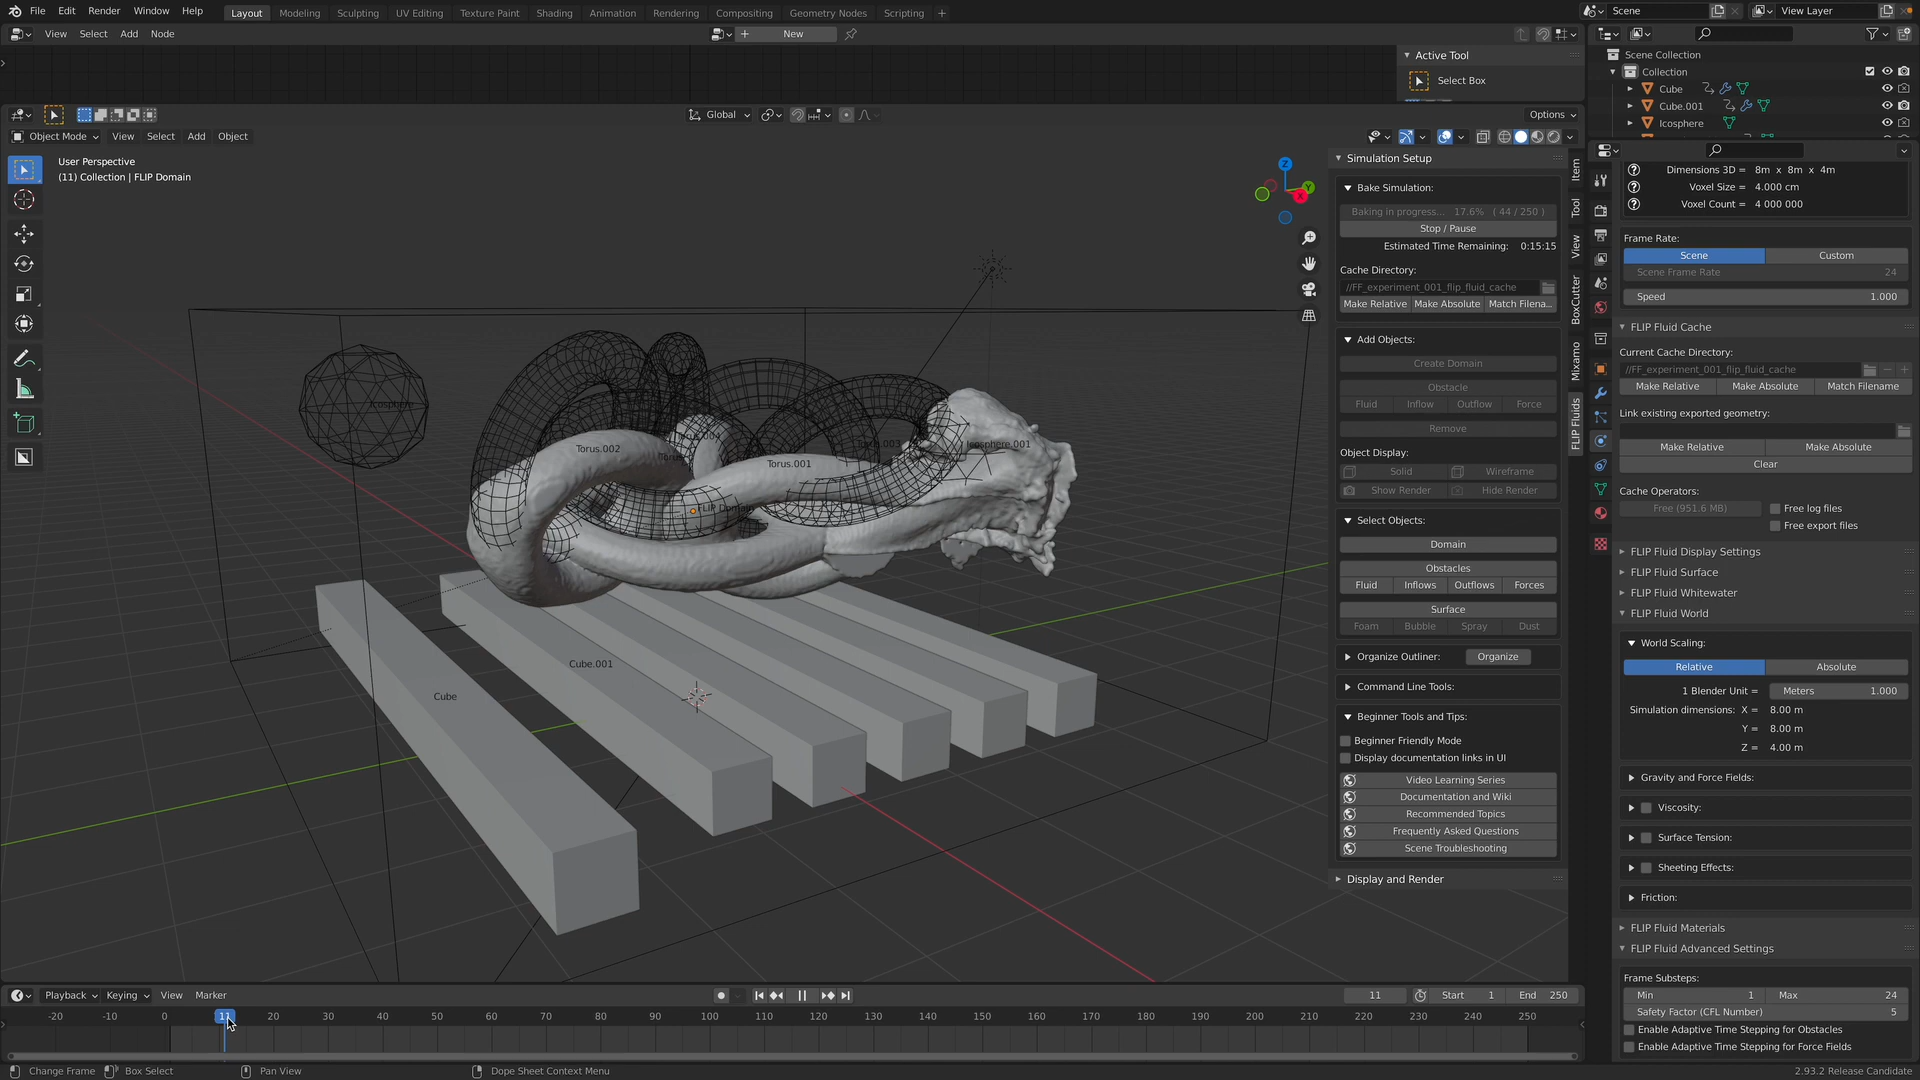 File Edit Render Window Help Layout Modeling Sculpting UV Editing Texture Paint Shading Animation Rendering Compositing Geometry Nodes Scripting + Scene View Layer
View Select Add Node + New
Active Tool
Select Box
Scene Collection
Collection
Cube
Cube.001
Icosphere
Global Options
Object Mode View Select Add Object
User Perspective
(11) Collection | FLIP Domain
Z
Y
X
Icosphere
Torus.002
Torus.004
Torus.001
Torus.003
Icosphere.001
FLIP Domain
Cube.001
Cube
Simulation Setup
Bake Simulation:
Baking in progress... 17.6% ( 44 / 250 )
Stop / Pause
Estimated Time Remaining: 0:15:15
Cache Directory:
//FF_experiment_001_flip_fluid_cache
Make Relative Make Absolute Match Filena...
Add Objects:
Create Domain
Obstacle
Fluid Inflow Outflow Force
Remove
Object Display:
Solid Wireframe
Show Render Hide Render
Select Objects:
Domain
Obstacles
Fluid Inflows Outflows Forces
Surface
Foam Bubble Spray Dust
Organize Outliner: Organize
Command Line Tools:
Beginner Tools and Tips:
Beginner Friendly Mode
Display documentation links in UI
Video Learning Series
Documentation and Wiki
Recommended Topics
Frequently Asked Questions
Scene Troubleshooting
Display and Render
Item
Tool
View
BoxCutter
Mixamo
FLIP Fluids
Dimensions 3D = 8m x 8m x 4m
Voxel Size = 4.000 cm
Voxel Count = 4 000 000
Frame Rate:
Scene Custom
Scene Frame Rate 24
Speed 1.000
FLIP Fluid Cache
Current Cache Directory:
//FF_experiment_001_flip_fluid_cache
Make Relative Make Absolute Match Filename
Link existing exported geometry:
Make Relative Make Absolute
Clear
Cache Operators:
Free (951.6 MB) Free log files
Free export files
FLIP Fluid Display Settings
FLIP Fluid Surface
FLIP Fluid Whitewater
FLIP Fluid World
World Scaling:
Relative Absolute
1 Blender Unit = Meters 1.000
Simulation dimensions: X = 8.00 m
Y = 8.00 m
Z = 4.00 m
Gravity and Force Fields:
Viscosity:
Surface Tension:
Sheeting Effects:
Friction:
FLIP Fluid Materials
FLIP Fluid Advanced Settings
Frame Substeps:
Min 1 Max 24
Safety Factor (CFL Number) 5
Enable Adaptive Time Stepping for Obstacles
Enable Adaptive Time Stepping for Force Fields
Playback Keying View Marker 11 Start 1 End 250
-20 -10 0 11 20 30 40 50 60 70 80 90 100 110 120 130 140 150 160 170 180 190 200 210 220 230 240 250
Change Frame Box Select Pan View Dope Sheet Context Menu 2.93.2 Release Candidate